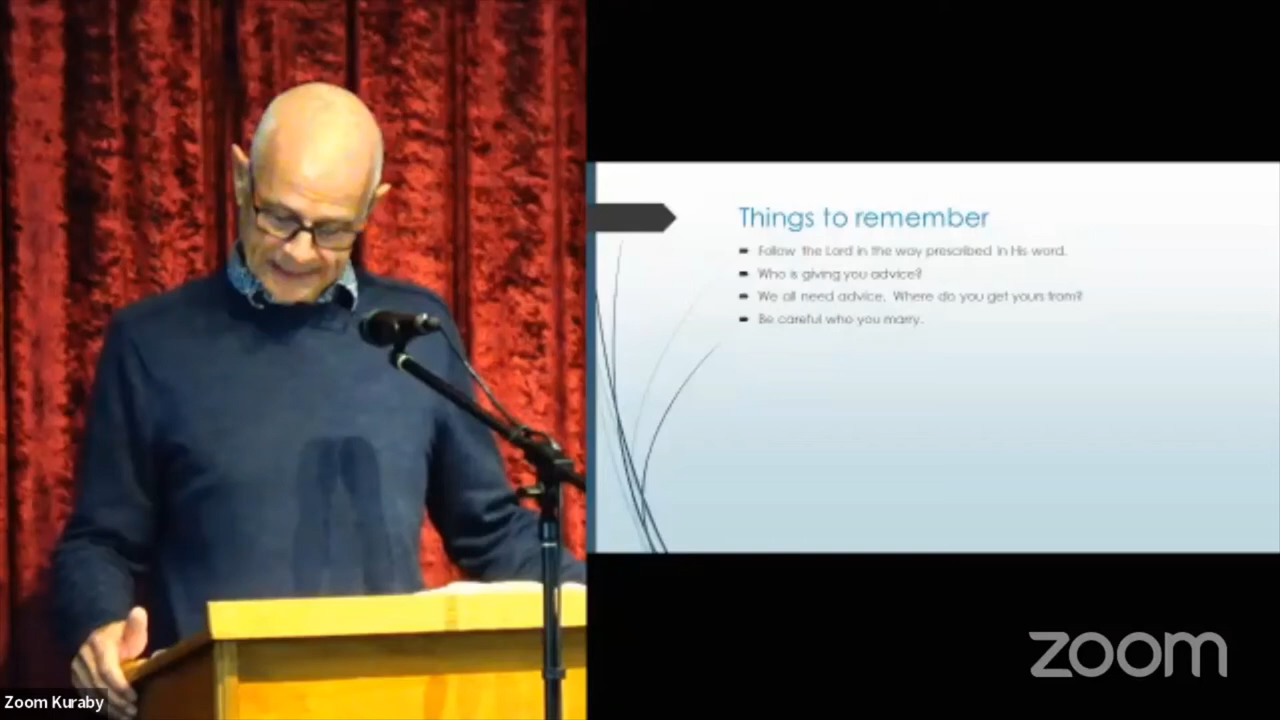 Things to remember
Follow the Lord in the way prescribed in His word.
Who is giving you advice?
We all need advice. Where do you get yours from?
Be careful who you marry.
zoom
Zoom Kuraby